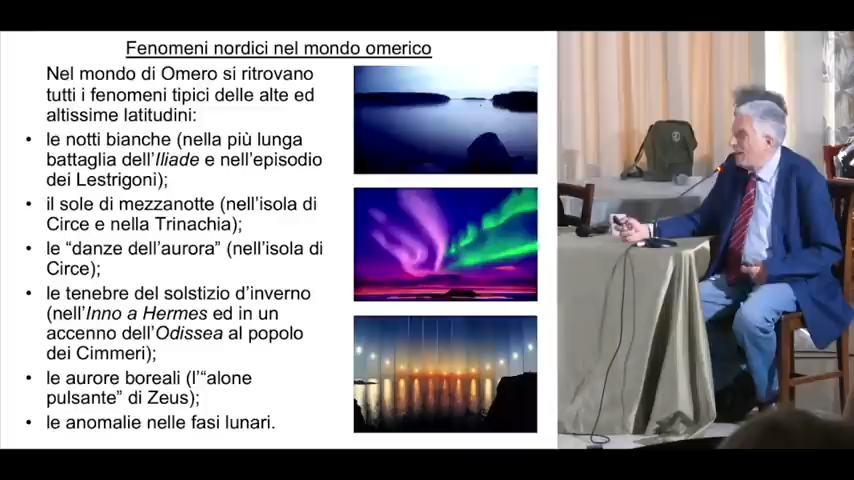 Fenomeni nordici nel mondo omerico
Nel mondo di Omero si ritrovano
tutti i fenomeni tipici delle alte ed
altissime latitudini:
• le notti bianche (nella più lunga
battaglia dell’Iliade e nell’episodio
dei Lestrigoni);
• il sole di mezzanotte (nell’isola di
Circe e nella Trinachia);
• le “danze dell’aurora” (nell’isola di
Circe);
• le tenebre del solstizio d’inverno
(nell’Inno a Hermes ed in un
accenno dell’Odissea al popolo
dei Cimmeri);
• le aurore boreali (l’“alone
pulsante” di Zeus);
• le anomalie nelle fasi lunari.